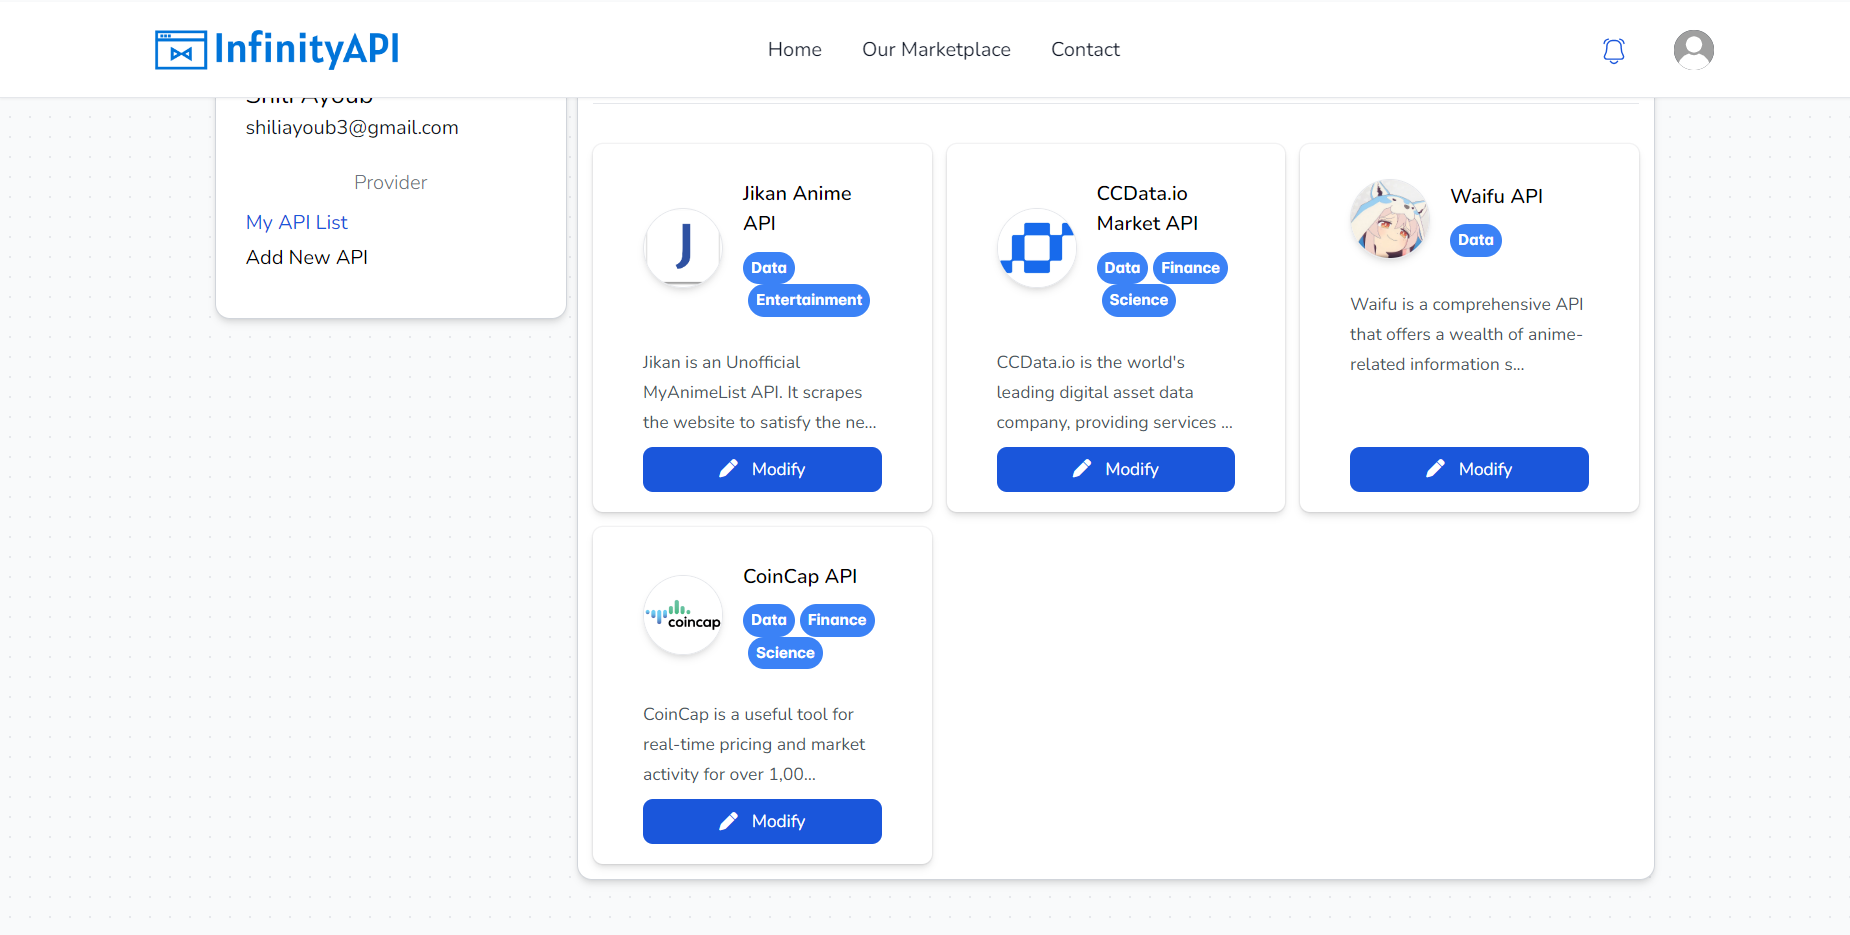 InfinityAPI
Home
Our Marketplace
Contact
Shili Ayoub
shiliayoub3@gmail.com
Provider
My API List
Add New API
J
Jikan Anime
API
Data
Entertainment
Jikan is an Unofficial
MyAnimeList API. It scrapes
the website to satisfy the ne...
Modify
CCData.io
Market API
Data Finance
Science
CCData.io is the world's
leading digital asset data
company, providing services ...
Modify
Waifu API
Data
Waifu is a comprehensive API
that offers a wealth of anime-
related information s...
Modify
coincap
CoinCap API
Data Finance
Science
CoinCap is a useful tool for
real-time pricing and market
activity for over 1,00...
Modify